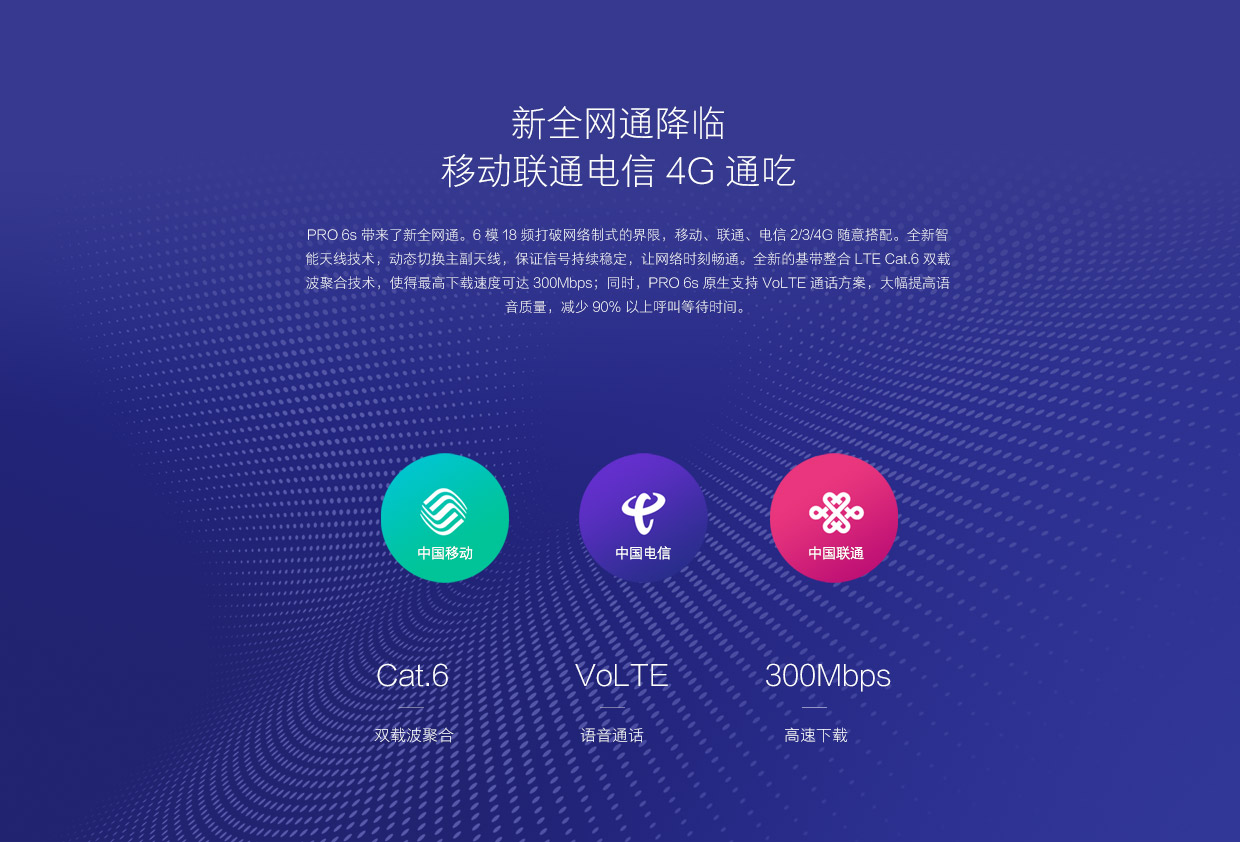 新全网通降临
移动联通电信 4G 通吃
PRO 6s 带来了新全网通。6 模 18 频打破网络制式的界限，移动、联通、电信 2/3/4G 随意搭配。全新智
能天线技术，动态切换主副天线，保证信号持续稳定，让网络时刻畅通。全新的基带整合 LTE Cat.6 双载
波聚合技术，使得最高下载速度可达 300Mbps；同时，PRO 6s 原生支持 VoLTE 通话方案，大幅提高语
音质量，减少 90% 以上呼叫等待时间。
中国移动
中国电信
中国联通
Cat.6
双载波聚合
VoLTE
语音通话
300Mbps
高速下载